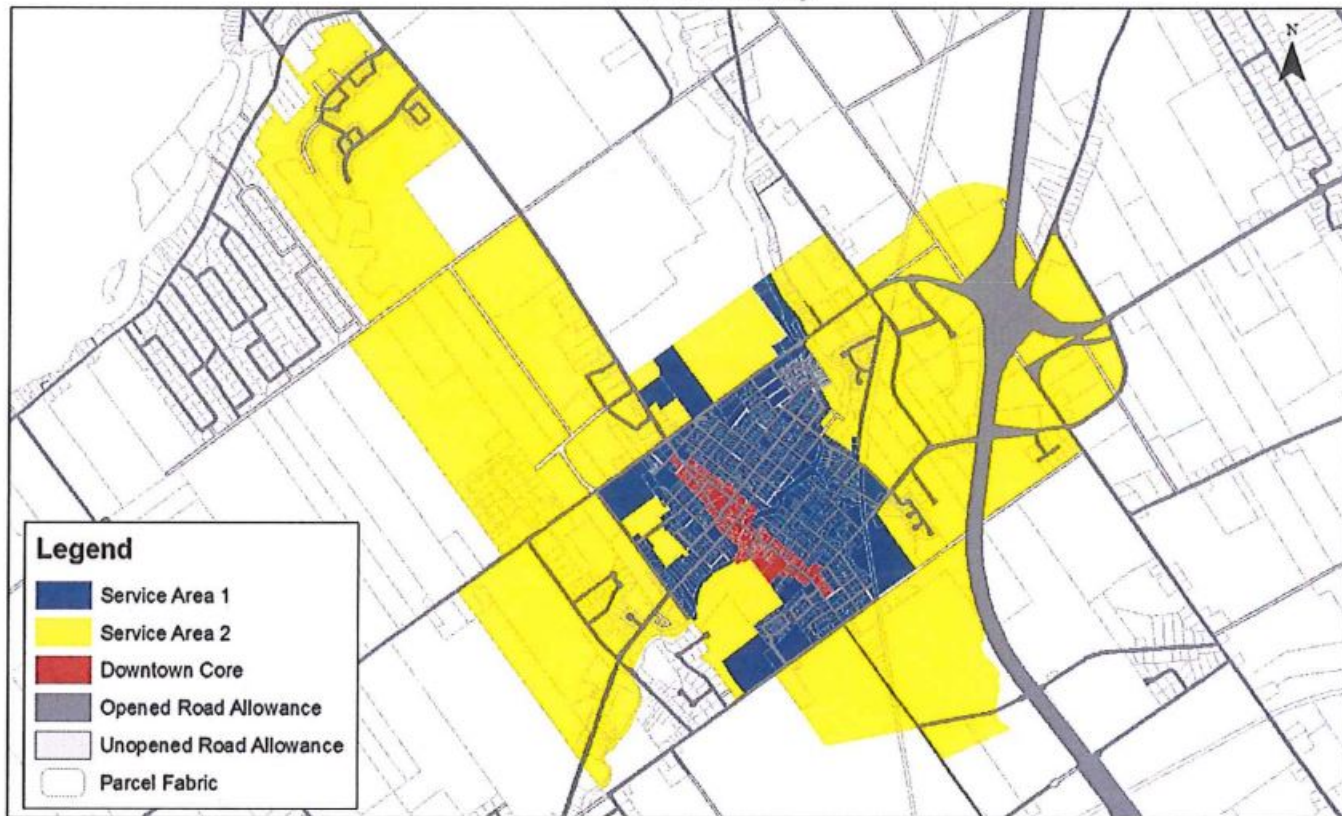 N
Legend
Service Area 1
Service Area 2
Downtown Core
Opened Road Allowance
Unopened Road Allowance
Parcel Fabric